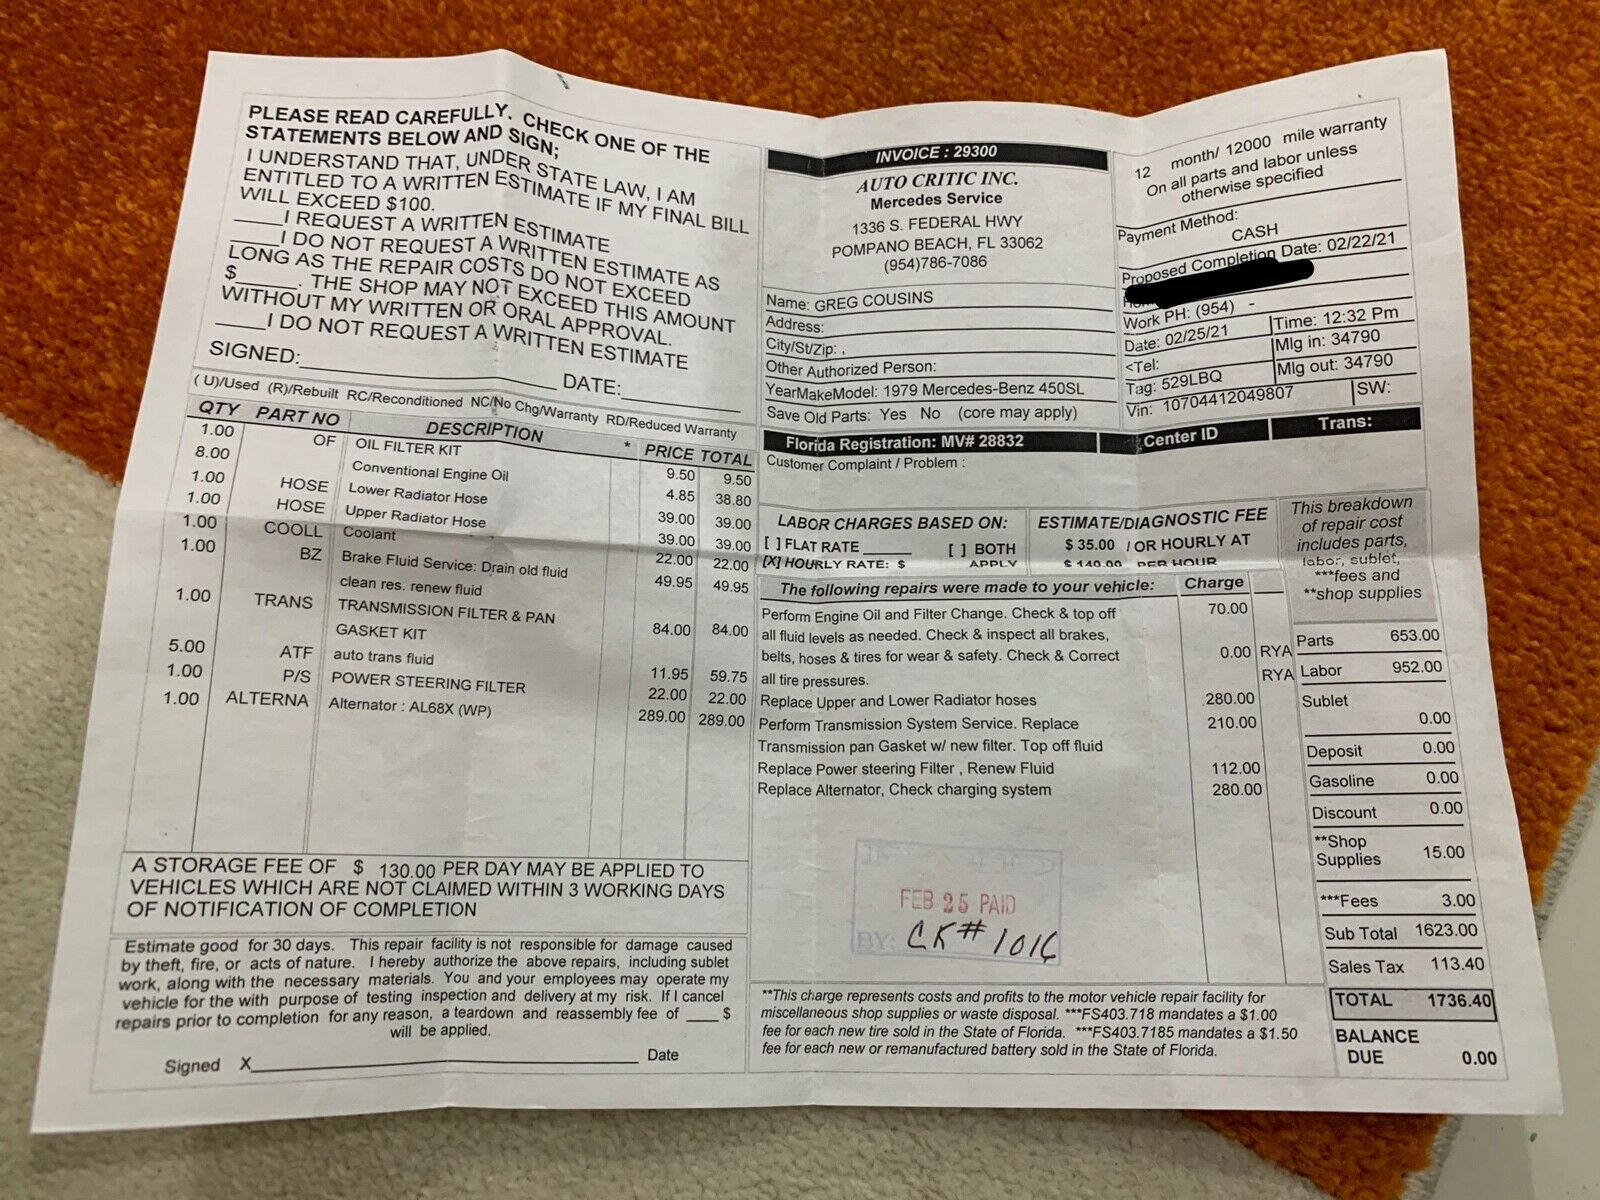 PLEASE READ CAREFULLY. CHECK ONE OF THE
STATEMENTS BELOW AND SIGN;
I UNDERSTAND THAT, UNDER STATE LAW, I AM
ENTITLED TO A WRITTEN ESTIMATE IF MY FINAL BILL
WILL EXCEED $100.
____I REQUEST A WRITTEN ESTIMATE
____I DO NOT REQUEST A WRITTEN ESTIMATE AS
LONG AS THE REPAIR COSTS DO NOT EXCEED
$______. THE SHOP MAY NOT EXCEED THIS AMOUNT
WITHOUT MY WRITTEN OR ORAL APPROVAL.
____I DO NOT REQUEST A WRITTEN ESTIMATE
SIGNED:____________________ DATE:__________
( U)/Used (R)/Rebuilt RC/Reconditioned NC/No Chg/Warranty RD/Reduced Warranty
QTY PART NO DESCRIPTION * PRICE TOTAL
1.00 OF OIL FILTER KIT 9.50 9.50
8.00 Conventional Engine Oil 4.85 38.80
1.00 HOSE Lower Radiator Hose 39.00 39.00
1.00 HOSE Upper Radiator Hose 39.00 39.00
1.00 COOLL Coolant 22.00 22.00
1.00 BZ Brake Fluid Service: Drain old fluid
clean res. renew fluid 49.95 49.95
1.00 TRANS TRANSMISSION FILTER & PAN
GASKET KIT 84.00 84.00
5.00 ATF auto trans fluid 11.95 59.75
1.00 P/S POWER STEERING FILTER 22.00 22.00
1.00 ALTERNA Alternator : AL68X (WP) 289.00 289.00
A STORAGE FEE OF $ 130.00 PER DAY MAY BE APPLIED TO
VEHICLES WHICH ARE NOT CLAIMED WITHIN 3 WORKING DAYS
OF NOTIFICATION OF COMPLETION
Estimate good for 30 days. This repair facility is not responsible for damage caused
by theft, fire, or acts of nature. I hereby authorize the above repairs, including sublet
work, along with the necessary materials. You and your employees may operate my
vehicle for the with purpose of testing inspection and delivery at my risk. If I cancel
repairs prior to completion for any reason, a teardown and reassembly fee of ___ $
will be applied.
Signed X______________________________ Date
INVOICE : 29300
AUTO CRITIC INC.
Mercedes Service
1336 S. FEDERAL HWY
POMPANO BEACH, FL 33062
(954)786-7086
Name: GREG COUSINS
Address:
City/St/Zip: ,
Other Authorized Person:
YearMakeModel: 1979 Mercedes-Benz 450SL
Save Old Parts: Yes No (core may apply)
12 month/ 12000 mile warranty
On all parts and labor unless
otherwise specified
Payment Method:
CASH
Proposed Completion Date: 02/22/21
Work PH: (954) -
Date: 02/25/21 Time: 12:32 Pm
<Tel: Mlg in: 34790
Tag: 529LBQ Mlg out: 34790
Vin: 10704412049807 SW:
Florida Registration: MV# 28832 Center ID Trans:
Customer Complaint / Problem :
LABOR CHARGES BASED ON:
[ ] FLAT RATE______ [ ] BOTH
[X] HOURLY RATE: $ APPLY
ESTIMATE/DIAGNOSTIC FEE
$ 35.00 / OR HOURLY AT
$ 140.00 PER HOUR
This breakdown
of repair cost
includes parts,
labor, sublet,
***fees and
**shop supplies
The following repairs were made to your vehicle: Charge
Perform Engine Oil and Filter Change. Check & top off 70.00
all fluid levels as needed. Check & inspect all brakes,
belts, hoses & tires for wear & safety. Check & Correct 0.00 RYA
all tire pressures. RYA
Replace Upper and Lower Radiator hoses 280.00
Perform Transmission System Service. Replace 210.00
Transmission pan Gasket w/ new filter. Top off fluid
Replace Power steering Filter , Renew Fluid 112.00
Replace Alternator, Check charging system 280.00
FEB 25 PAID
BY: CK# 1016
Parts 653.00
Labor 952.00
Sublet
0.00
Deposit 0.00
Gasoline 0.00
Discount 0.00
**Shop
Supplies 15.00
***Fees 3.00
Sub Total 1623.00
Sales Tax 113.40
TOTAL 1736.40
BALANCE
DUE 0.00
**This charge represents costs and profits to the motor vehicle repair facility for
miscellaneous shop supplies or waste disposal. ***FS403.718 mandates a $1.00
fee for each new tire sold in the State of Florida. ***FS403.7185 mandates a $1.50
fee for each new or remanufactured battery sold in the State of Florida.